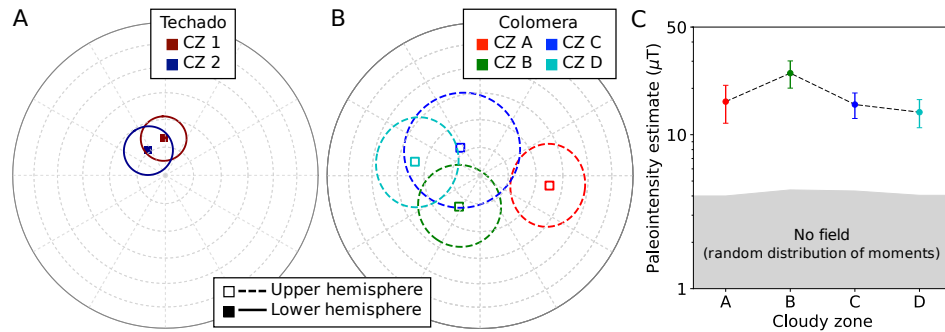 A
Techado
CZ 1
CZ 2
B
Colomera
CZ A
CZ B
CZ C
CZ D
Upper hemisphere
Lower hemisphere
C
Paleointensity estimate (μT)
50
10
1
No field
(random distribution of moments)
A
B
C
D
Cloudy zone